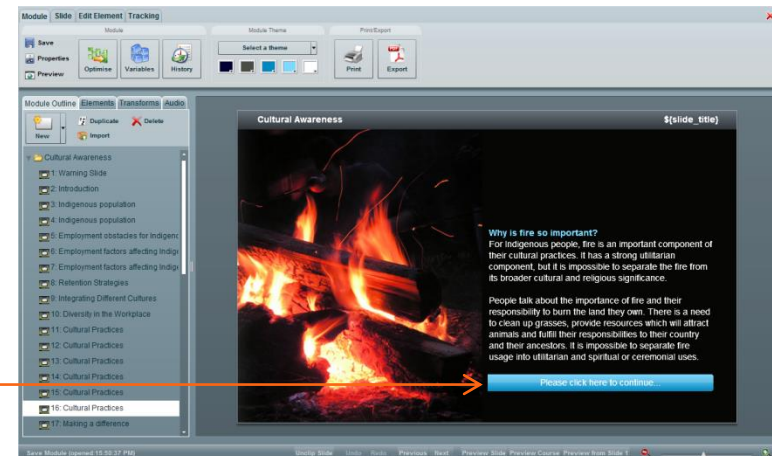 Module Slide Edit Element Tracking
Module
Module Theme
Print/Export
Save
Properties
Preview
Optimise
Variables
History
Select a theme
Print
Export
Module Outline Elements Transforms Audio
New
Duplicate
Delete
Import
Cultural Awareness
1: Warning Slide
2: Introduction
3: Indigenous population
4: Indigenous population
5: Employment obstacles for Indigen
6: Employment factors affecting Indig
7: Employment factors affecting Indig
8: Retention Strategies
9: Integrating Different Cultures
10: Diversity in the Workplace
11: Cultural Practices
12: Cultural Practices
13: Cultural Practices
14: Cultural Practices
15: Cultural Practices
16: Cultural Practices
17: Making a difference
Cultural Awareness
${slide_title}
Why is fire so important?
For Indigenous people, fire is an important component of
their cultural practices. It has a strong utilitarian
component, but it is impossible to separate the fire from
its broader cultural and religious significance.
People talk about the importance of fire and their
responsibility to burn the land they own. There is a need
to clean up grasses, provide resources which will attract
animals and fulfill their responsibilities to their country
and their ancestors. It is impossible to separate fire
usage into utilitarian and spiritual or ceremonial uses.
Please click here to continue...
Save Module (opened 15:50:37 PM)
Unstip Slide Undo Redo Previous Next Preview Slide Preview Course Preview from Slide 1